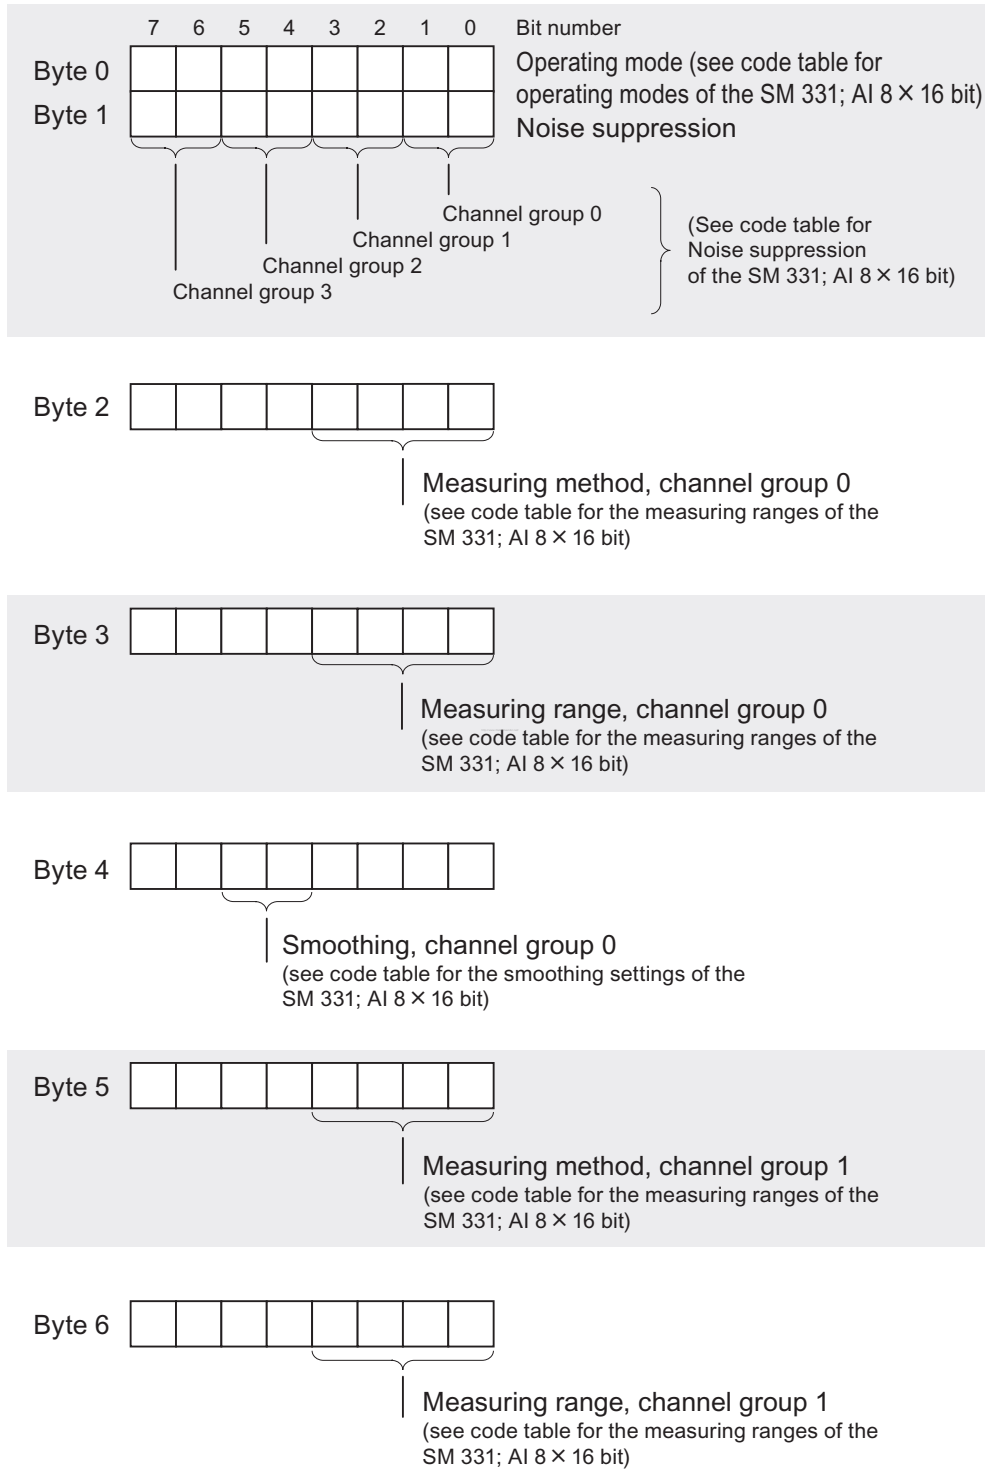 7 6 5 4 3 2 1 0 Bit number
Byte 0 Operating mode (see code table for
operating modes of the SM 331; AI 8 × 16 bit)
Byte 1 Noise suppression
Channel group 0
Channel group 1
Channel group 2
Channel group 3
(See code table for
Noise suppression
of the SM 331; AI 8 × 16 bit)
Byte 2
Measuring method, channel group 0
(see code table for the measuring ranges of the
SM 331; AI 8 × 16 bit)
Byte 3
Measuring range, channel group 0
(see code table for the measuring ranges of the
SM 331; AI 8 × 16 bit)
Byte 4
Smoothing, channel group 0
(see code table for the smoothing settings of the
SM 331; AI 8 × 16 bit)
Byte 5
Measuring method, channel group 1
(see code table for the measuring ranges of the
SM 331; AI 8 × 16 bit)
Byte 6
Measuring range, channel group 1
(see code table for the measuring ranges of the
SM 331; AI 8 × 16 bit)